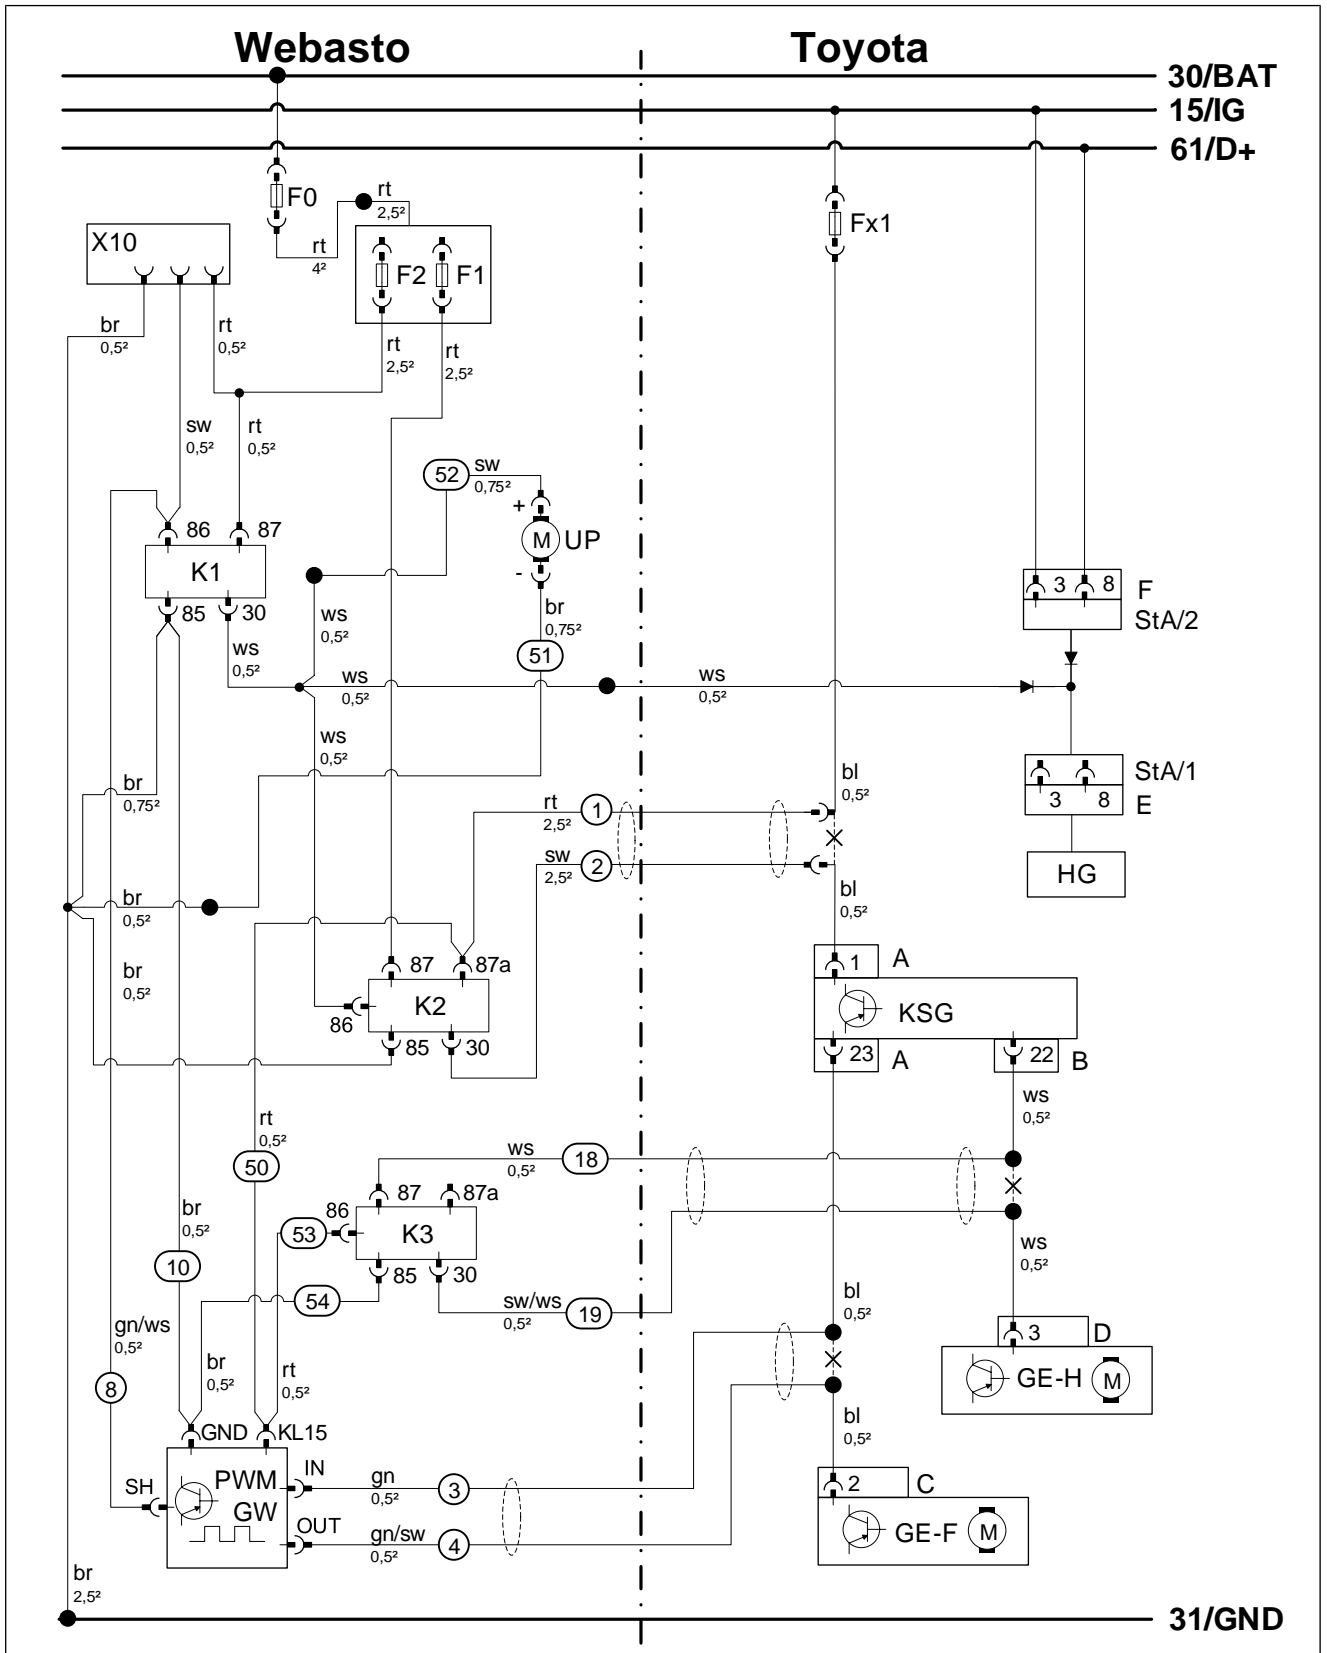 Webasto
Toyota
30/BAT
15/IG
61/D+
F0
rt
2,5²
rt
4²
Fx1
X10
F2
F1
br
0,5²
rt
0,5²
rt
2,5²
rt
2,5²
sw
0,5²
rt
0,5²
52
sw
0,75²
+
M
UP
-
86
87
K1
85
30
ws
0,5²
ws
0,5²
br
0,75²
51
3
8
F
StA/2
ws
0,5²
ws
0,5²
ws
0,5²
br
0,75²
bl
0,5²
StA/1
3
8
E
rt
2,5²
1
sw
2,5²
2
HG
br
0,5²
bl
0,5²
br
0,5²
87
87a
K2
86
85
30
1
A
KSG
23
A
22
B
rt
0,5²
50
ws
0,5²
ws
0,5²
18
br
0,5²
10
53
86
87
87a
K3
85
30
54
sw/ws
0,5²
19
ws
0,5²
bl
0,5²
gn/ws
0,5²
8
br
0,5²
rt
0,5²
3
D
GE-H
M
GND
KL15
bl
0,5²
SH
PWM
GW
IN
OUT
gn
0,5²
3
gn/sw
0,5²
4
2
C
GE-F
M
br
2,5²
31/GND